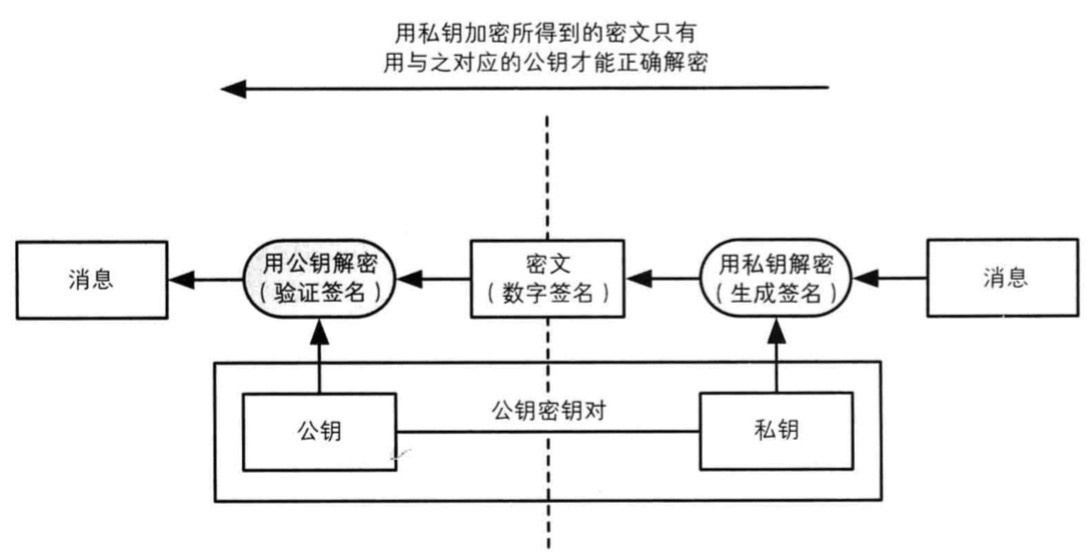 用私钥加密所得到的密文只有
用与之对应的公钥才能正确解密
消息
用公钥解密
（验证签名）
密文
（数字签名）
用私钥解密
（生成签名）
消息
公钥密钥对
公钥
私钥